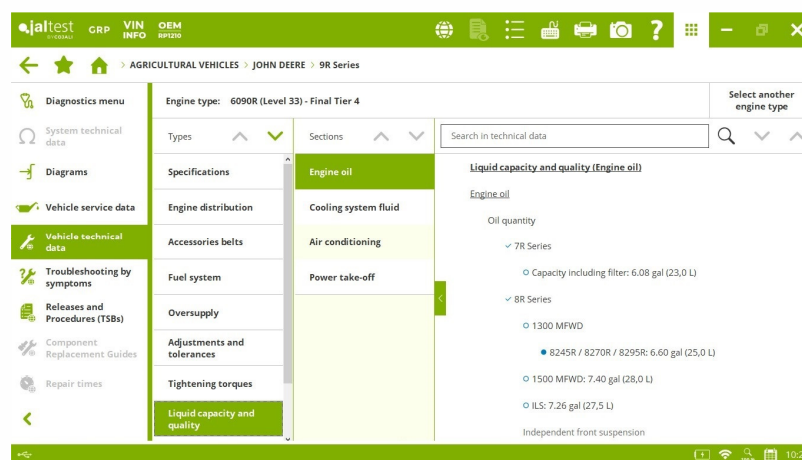 jaltest
BY COJALI
GRP
VIN
INFO
OEM
RP1210
> AGRICULTURAL VEHICLES > JOHN DEERE > 9R Series
Diagnostics menu
System technical
data
Diagrams
Vehicle service data
Vehicle technical
data
Troubleshooting by
symptoms
Releases and
Procedures (TSBs)
Component
Replacement Guides
Repair times
Engine type: 6090R (Level 33) - Final Tier 4
Select another
engine type
Types
Specifications
Engine distribution
Accessories belts
Fuel system
Oversupply
Adjustments and
tolerances
Tightening torques
Liquid capacity and
quality
Sections
Engine oil
Cooling system fluid
Air conditioning
Power take-off
Search in technical data
Liquid capacity and quality (Engine oil)
Engine oil
Oil quantity
7R Series
Capacity including filter: 6.08 gal (23,0 L)
8R Series
1300 MFWD
8245R / 8270R / 8295R: 6.60 gal (25,0 L)
1500 MFWD: 7.40 gal (28,0 L)
ILS: 7.26 gal (27,5 L)
Independent front suspension